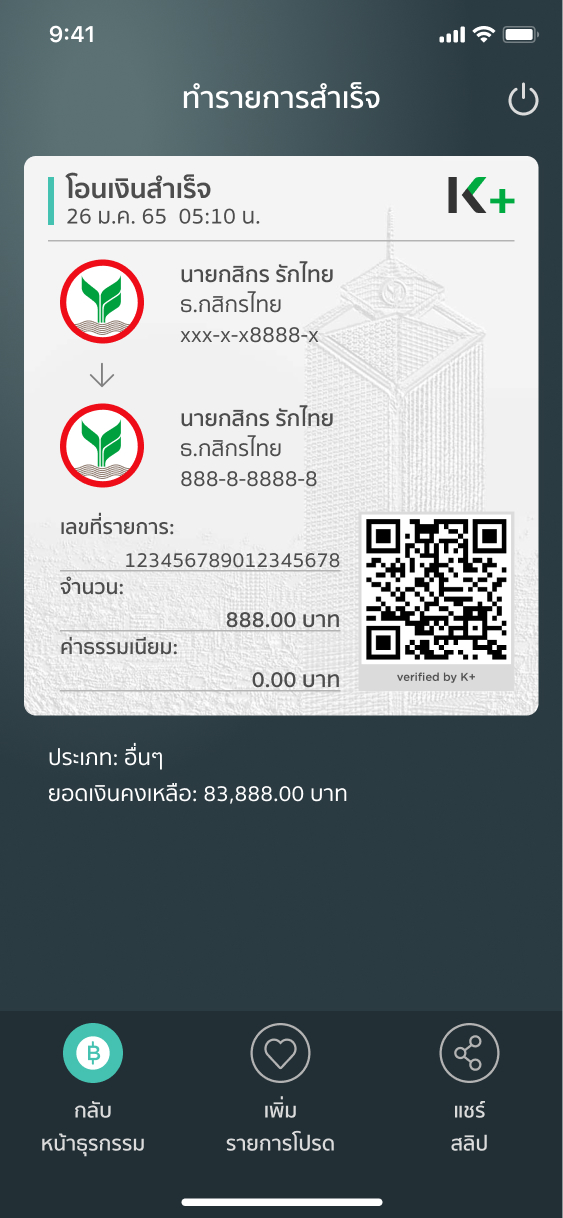 9:41
ทำรายการสำเร็จ
โอนเงินสำเร็จ
26 ม.ค. 65 05:10 น.
K+
นายกสิกร รักไทย
ธ.กสิกรไทย
xxx-x-x8888-x
นายกสิกร รักไทย
ธ.กสิกรไทย
888-8-8888-8
เลขที่รายการ:
123456789012345678
จำนวน:
888.00 บาท
ค่าธรรมเนียม:
0.00 บาท
verified by K+
ประเภท: อื่นๆ
ยอดเงินคงเหลือ: 83,888.00 บาท
กลับ
หน้าธุรกรรม
เพิ่ม
รายการโปรด
แชร์
สลิป